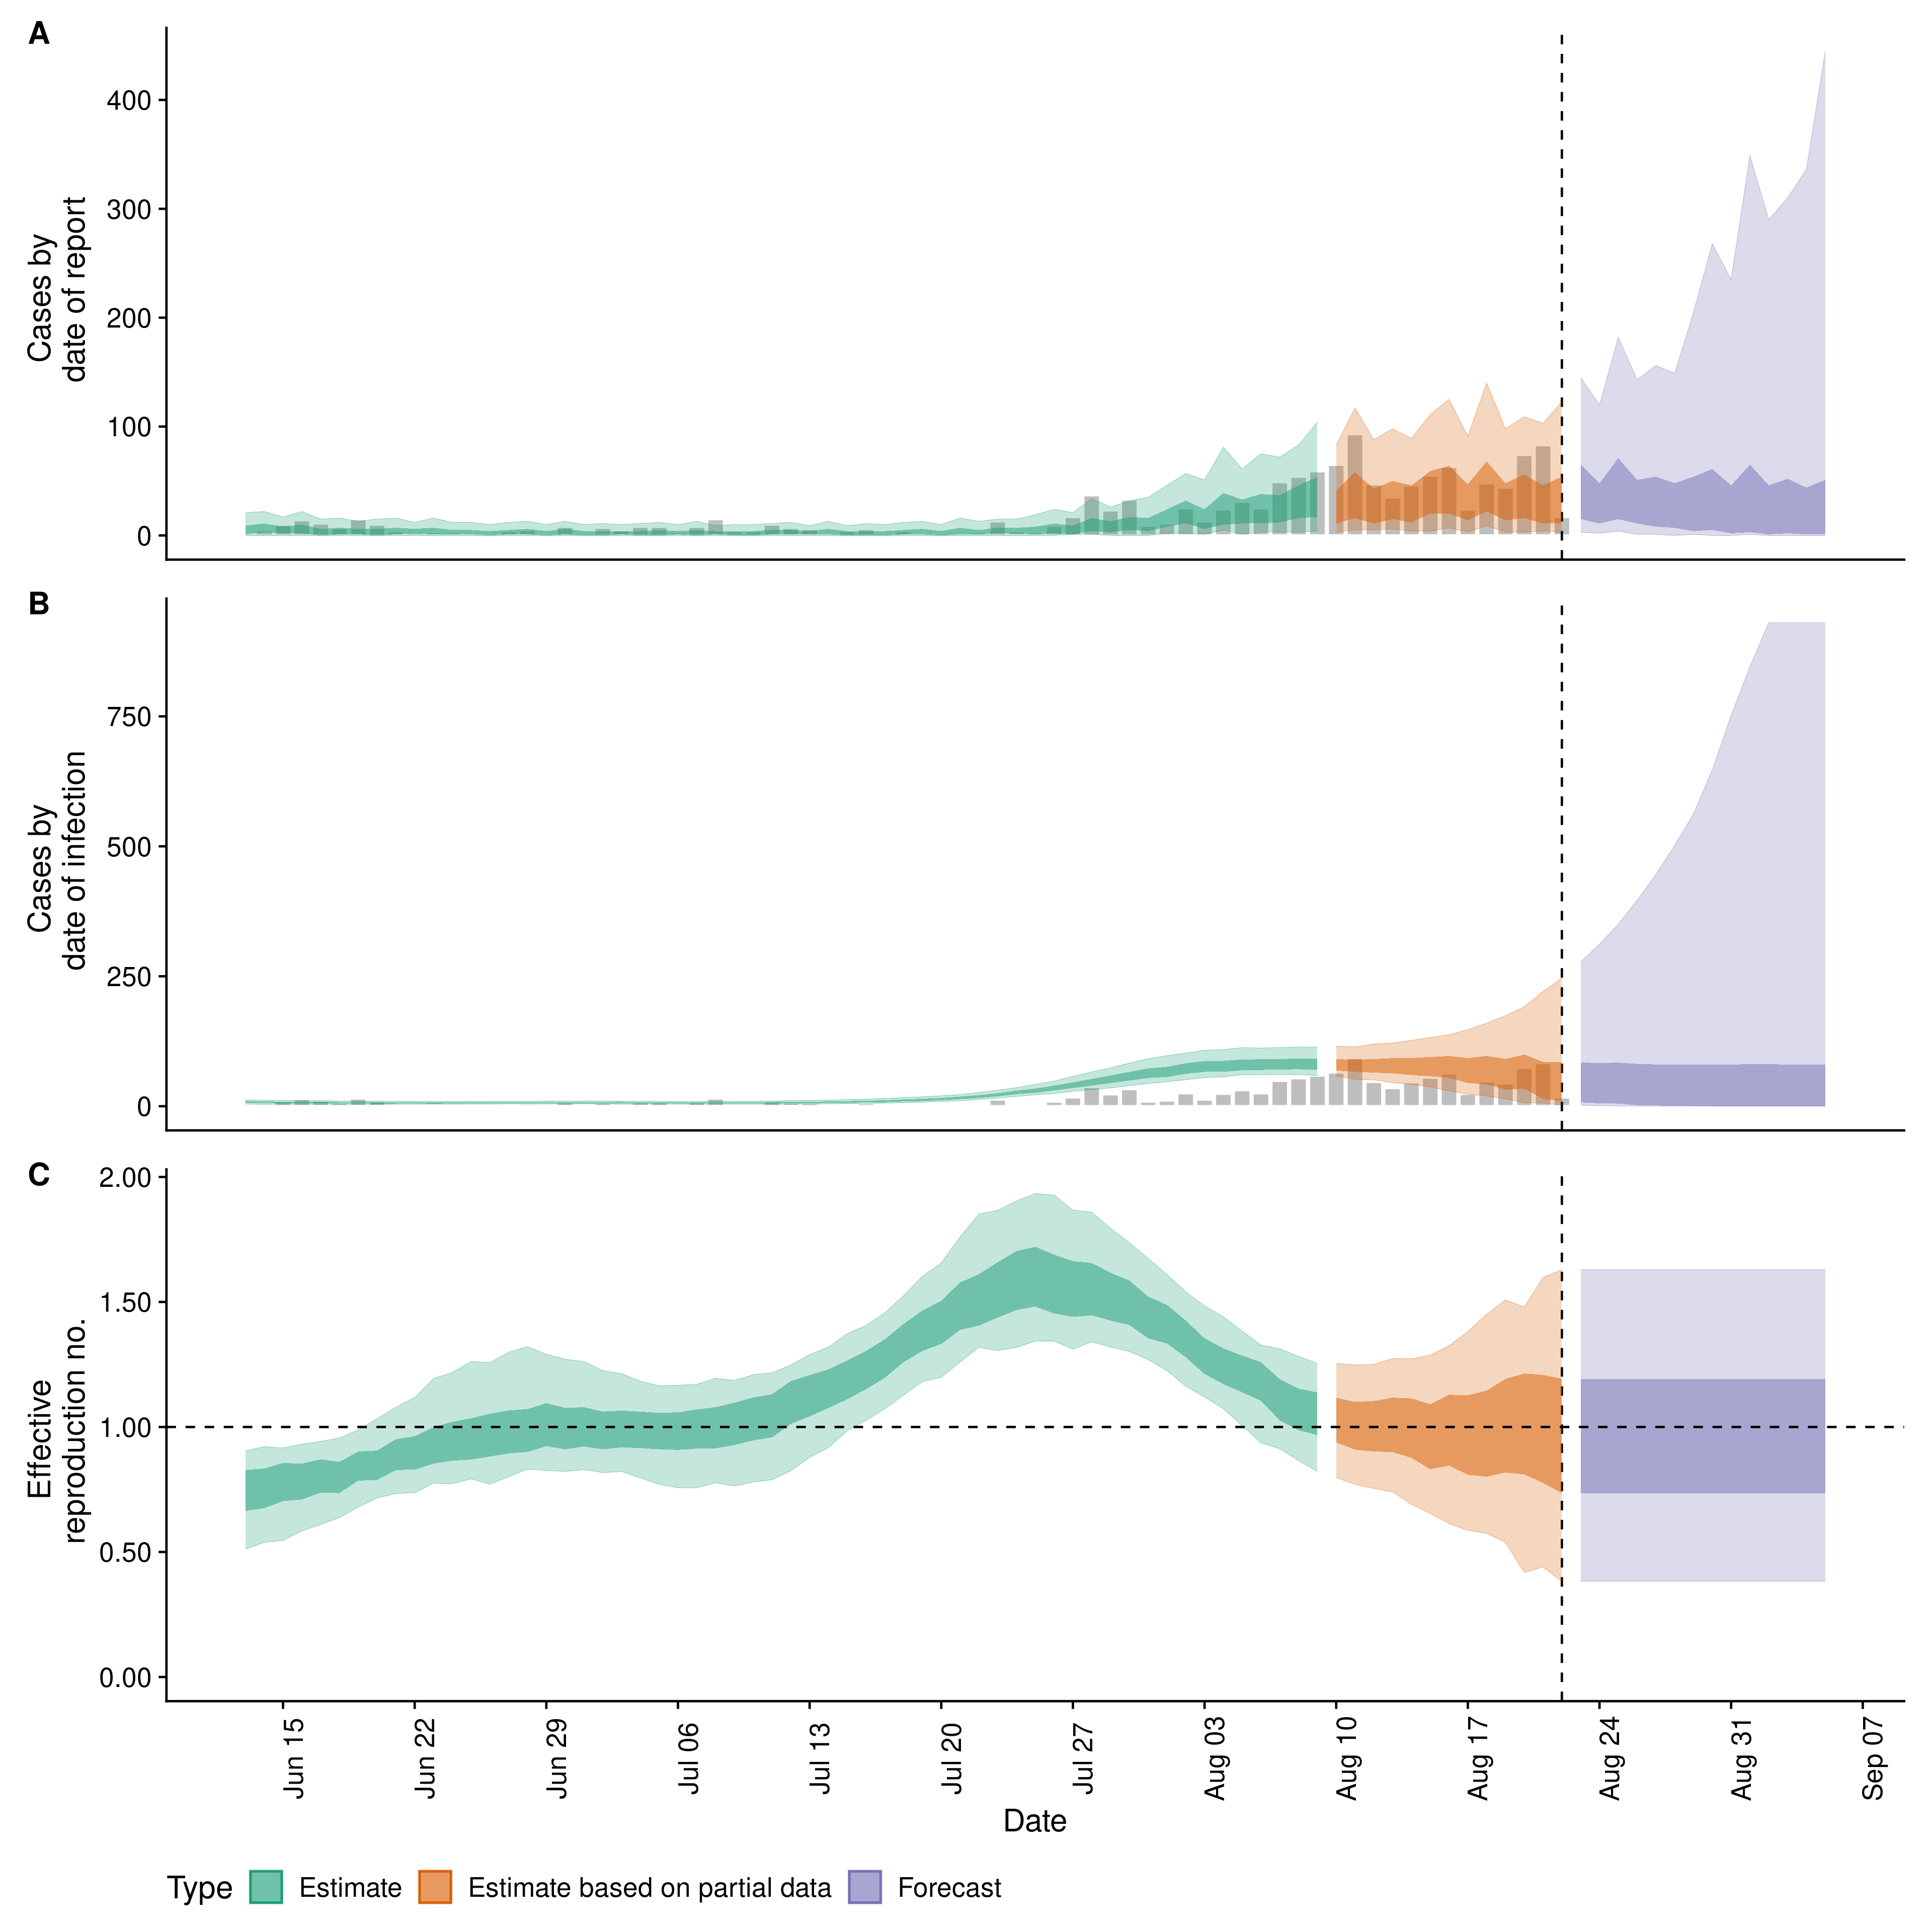 A
Cases by
date of report
400
300
200
100
0
B
Cases by
date of infection
750
500
250
0
C
Effective
reproduction no.
2.00
1.50
1.00
0.50
0.00
Jun 15
Jun 22
Jun 29
Jul 06
Jul 13
Jul 20
Jul 27
Aug 03
Aug 10
Aug 17
Aug 24
Aug 31
Sep 07
Date
Type Estimate Estimate based on partial data Forecast